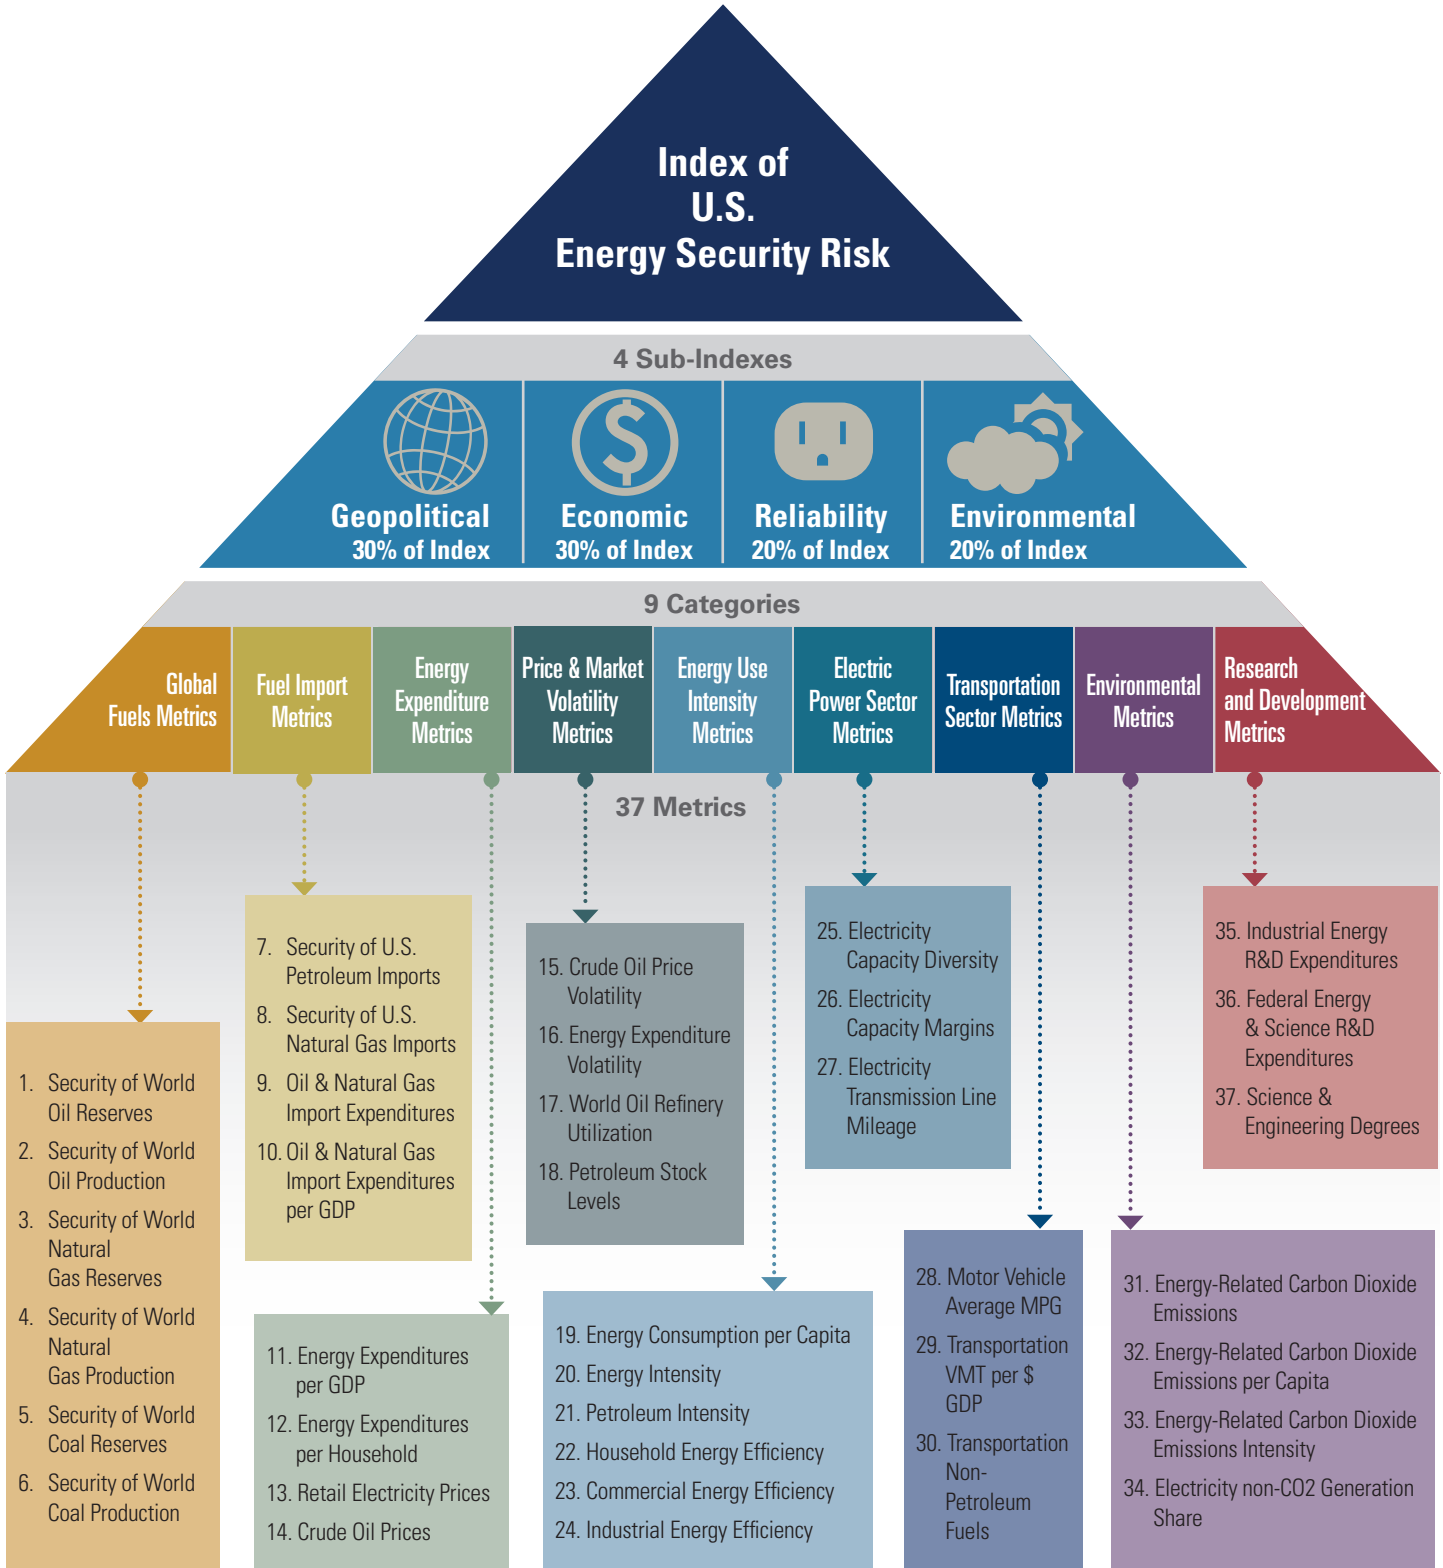 Index of
U.S.
Energy Security Risk
4 Sub-Indexes
Geopolitical
30% of Index
Economic
30% of Index
Reliability
20% of Index
Environmental
20% of Index
9 Categories
Global
Fuels Metrics
Fuel Import
Metrics
Energy
Expenditure
Metrics
Price & Market
Volatility
Metrics
Energy Use
Intensity
Metrics
Electric
Power Sector
Metrics
Transportation
Sector Metrics
Environmental
Metrics
Research
and Development
Metrics
37 Metrics
1. Security of World
Oil Reserves
2. Security of World
Oil Production
3. Security of World
Natural
Gas Reserves
4. Security of World
Natural
Gas Production
5. Security of World
Coal Reserves
6. Security of World
Coal Production
7. Security of U.S.
Petroleum Imports
8. Security of U.S.
Natural Gas Imports
9. Oil & Natural Gas
Import Expenditures
10. Oil & Natural Gas
Import Expenditures
per GDP
11. Energy Expenditures
per GDP
12. Energy Expenditures
per Household
13. Retail Electricity Prices
14. Crude Oil Prices
15. Crude Oil Price
Volatility
16. Energy Expenditure
Volatility
17. World Oil Refinery
Utilization
18. Petroleum Stock
Levels
19. Energy Consumption per Capita
20. Energy Intensity
21. Petroleum Intensity
22. Household Energy Efficiency
23. Commercial Energy Efficiency
24. Industrial Energy Efficiency
25. Electricity
Capacity Diversity
26. Electricity
Capacity Margins
27. Electricity
Transmission Line
Mileage
28. Motor Vehicle
Average MPG
29. Transportation
VMT per $
GDP
30. Transportation
Non-
Petroleum
Fuels
31. Energy-Related Carbon Dioxide
Emissions
32. Energy-Related Carbon Dioxide
Emissions per Capita
33. Energy-Related Carbon Dioxide
Emissions Intensity
34. Electricity non-CO2 Generation
Share
35. Industrial Energy
R&D Expenditures
36. Federal Energy
& Science R&D
Expenditures
37. Science &
Engineering Degrees